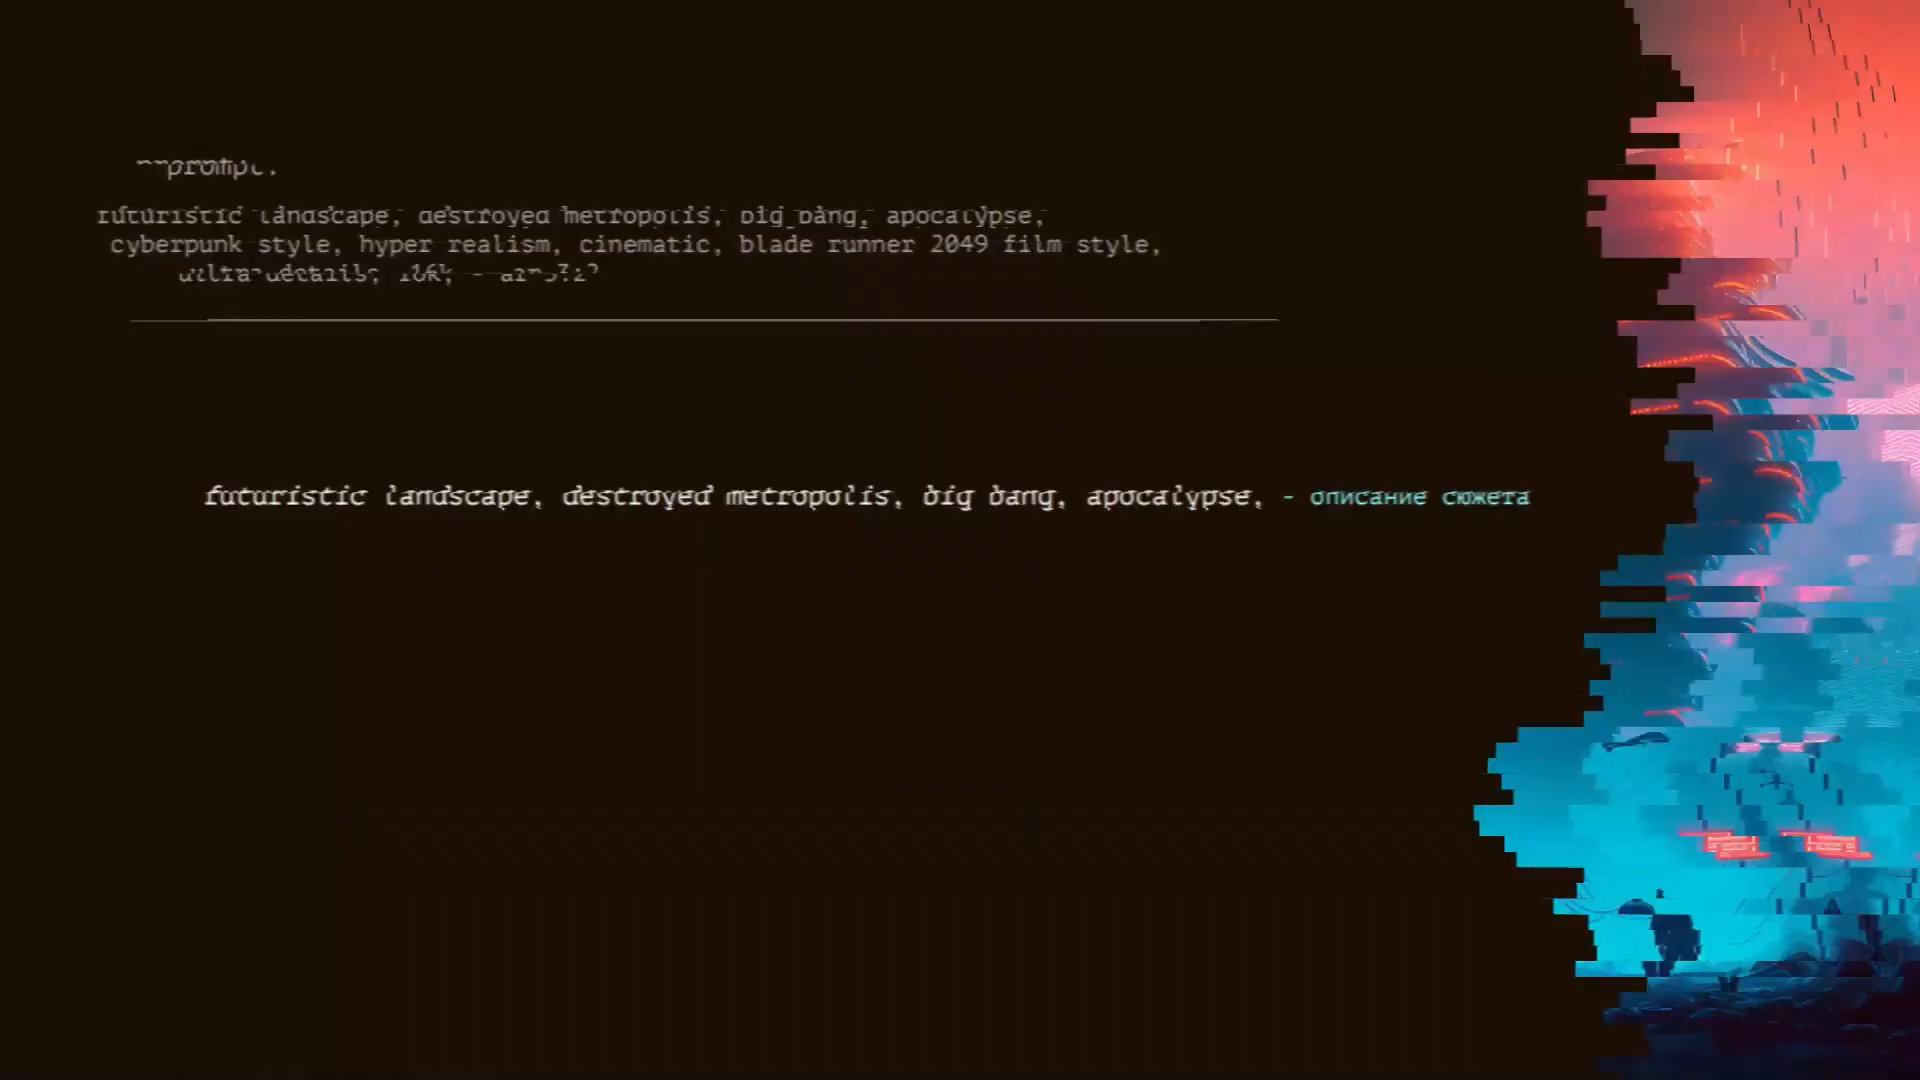 prompt.
futuristic landscape, destroyed metropolis, big bang, apocalypse,
cyberpunk style, hyper realism, cinematic, blade runner 2049 film style,
ultra details, 16k,
futuristic landscape, destroyed metropolis, big bang, apocalypse, - описание сюжета